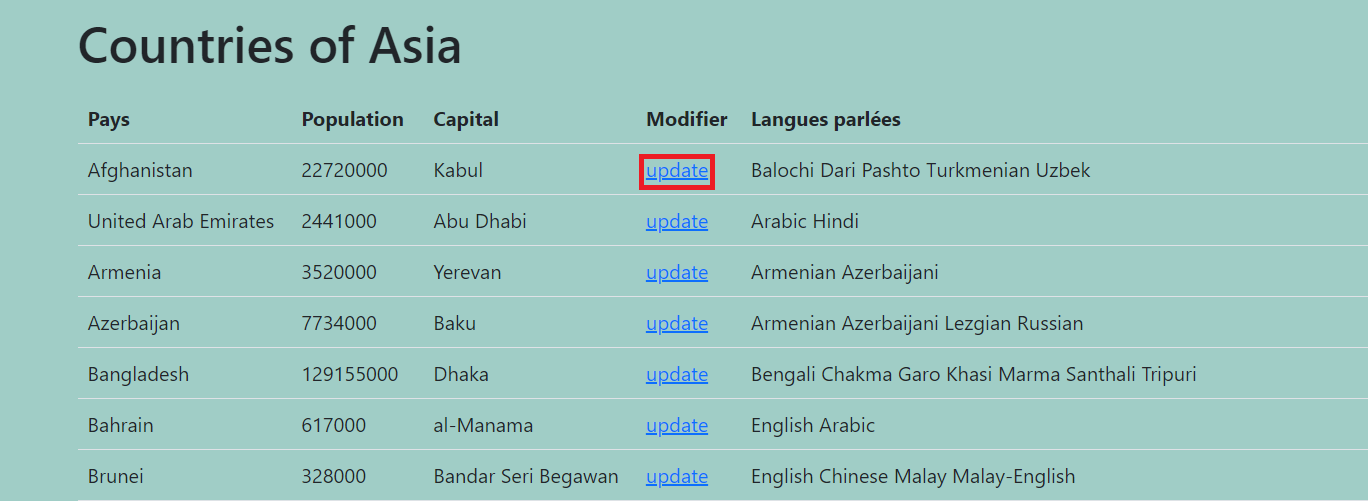 Countries of Asia
Pays Population Capital Modifier Langues parlées
Afghanistan 22720000 Kabul update Balochi Dari Pashto Turkmenian Uzbek
United Arab Emirates 2441000 Abu Dhabi update Arabic Hindi
Armenia 3520000 Yerevan update Armenian Azerbaijani
Azerbaijan 7734000 Baku update Armenian Azerbaijani Lezgian Russian
Bangladesh 129155000 Dhaka update Bengali Chakma Garo Khasi Marma Santhali Tripuri
Bahrain 617000 al-Manama update English Arabic
Brunei 328000 Bandar Seri Begawan update English Chinese Malay Malay-English